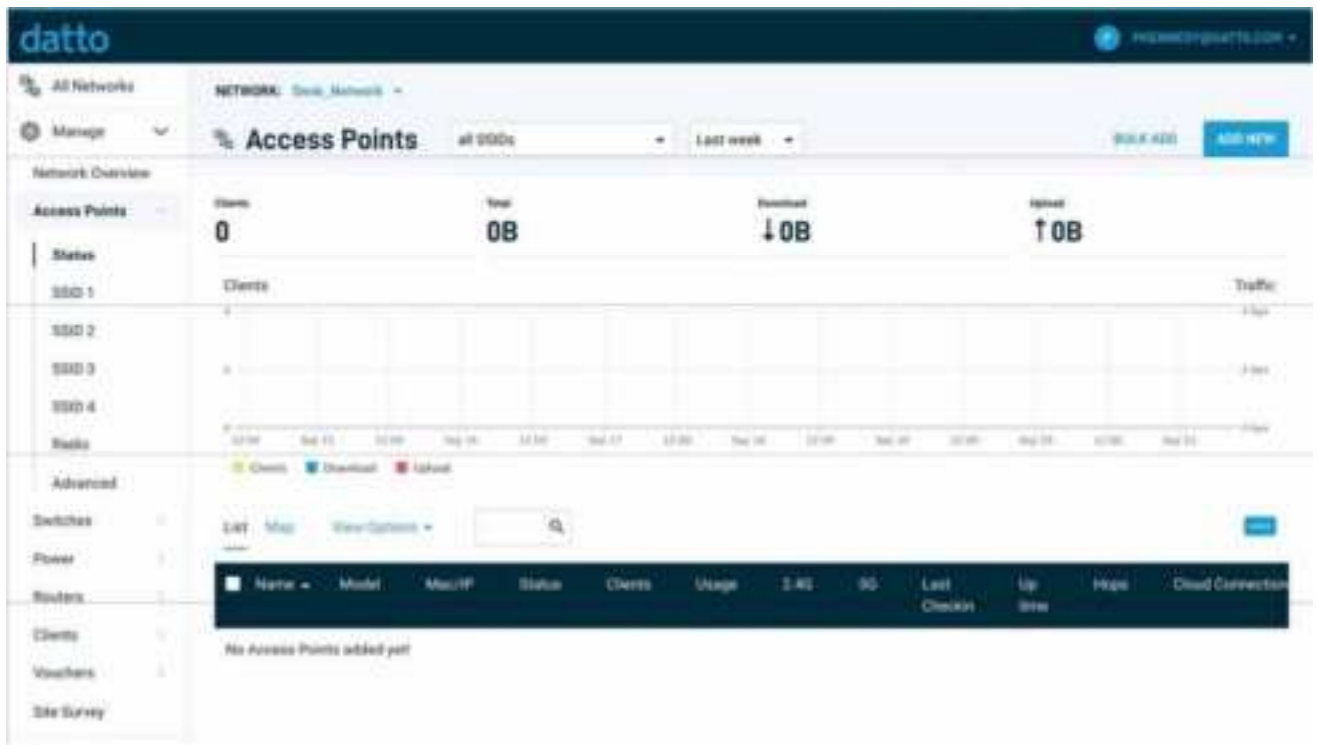 datto
All Networks
NETWORK:
Manage
Access Points
all SSIDs
Last week
BULK ADD
ADD NEW
Network Overview
Access Points
Clients
Total
Download
Upload
0
0B
↓0B
↑0B
Status
SSID 1
Clients
Traffic
SSID 2
SSID 3
SSID 4
Radio
Clients
Download
Upload
Advanced
Switches
List
Map
View Options
Power
Name
Model
Mac/IP
Status
Clients
Usage
2.4G
5G
Last Checkin
Up time
Hops
Cloud Connection
Routers
Clients
No Access Points added yet!
Vouchers
Site Survey